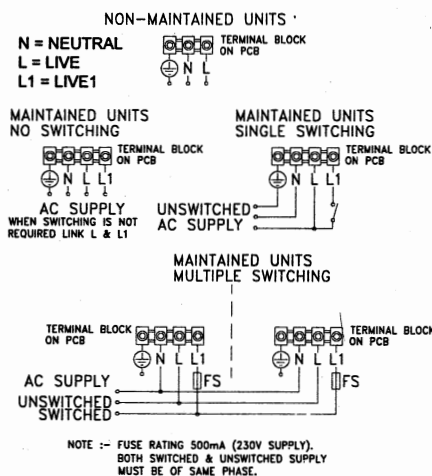 NON-MAINTAINED UNITS
N = NEUTRAL
L = LIVE
L1 = LIVE1
TERMINAL BLOCK
ON PCB
N L
MAINTAINED UNITS
NO SWITCHING
TERMINAL BLOCK
ON PCB
N L L1
AC SUPPLY
WHEN SWITCHING IS NOT
REQUIRED LINK L & L1
MAINTAINED UNITS
SINGLE SWITCHING
TERMINAL BLOCK
ON PCB
N L L1
UNSWITCHED
AC SUPPLY
MAINTAINED UNITS
MULTIPLE SWITCHING
TERMINAL BLOCK
ON PCB
N L L1
FS
TERMINAL BLOCK
ON PCB
N L L1
FS
AC SUPPLY
UNSWITCHED
SWITCHED
NOTE :- FUSE RATING 500mA (230V SUPPLY).
BOTH SWITCHED & UNSWITCHED SUPPLY
MUST BE OF SAME PHASE.